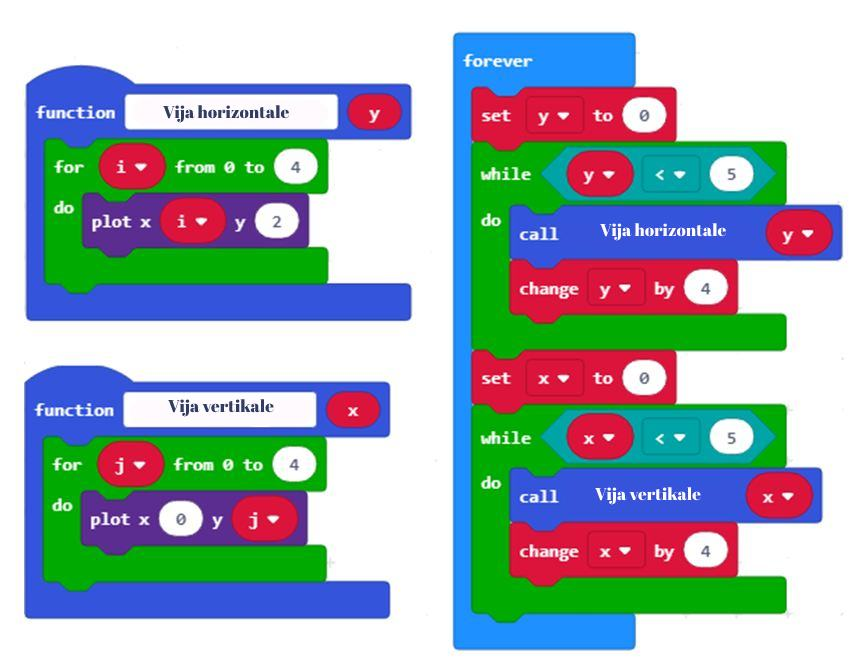 function Vija horizontale y
for i from 0 to 4
do
plot x i y 2
function Vija vertikale x
for j from 0 to 4
do
plot x 0 y j
forever
set y to 0
while y < 5
do
call Vija horizontale y
change y by 4
set x to 0
while x < 5
do
call Vija vertikale x
change x by 4